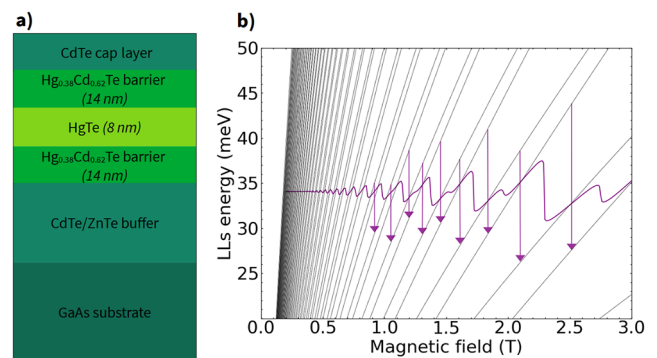 a)
CdTe cap layer
Hg₀.₃₈Cd₀.₆₂Te barrier
(14 nm)
HgTe (8 nm)
Hg₀.₃₈Cd₀.₆₂Te barrier
(14 nm)
CdTe/ZnTe buffer
GaAs substrate
b)
LLs energy (meV)
50
45
40
35
30
25
0.0 0.5 1.0 1.5 2.0 2.5 3.0
Magnetic field (T)